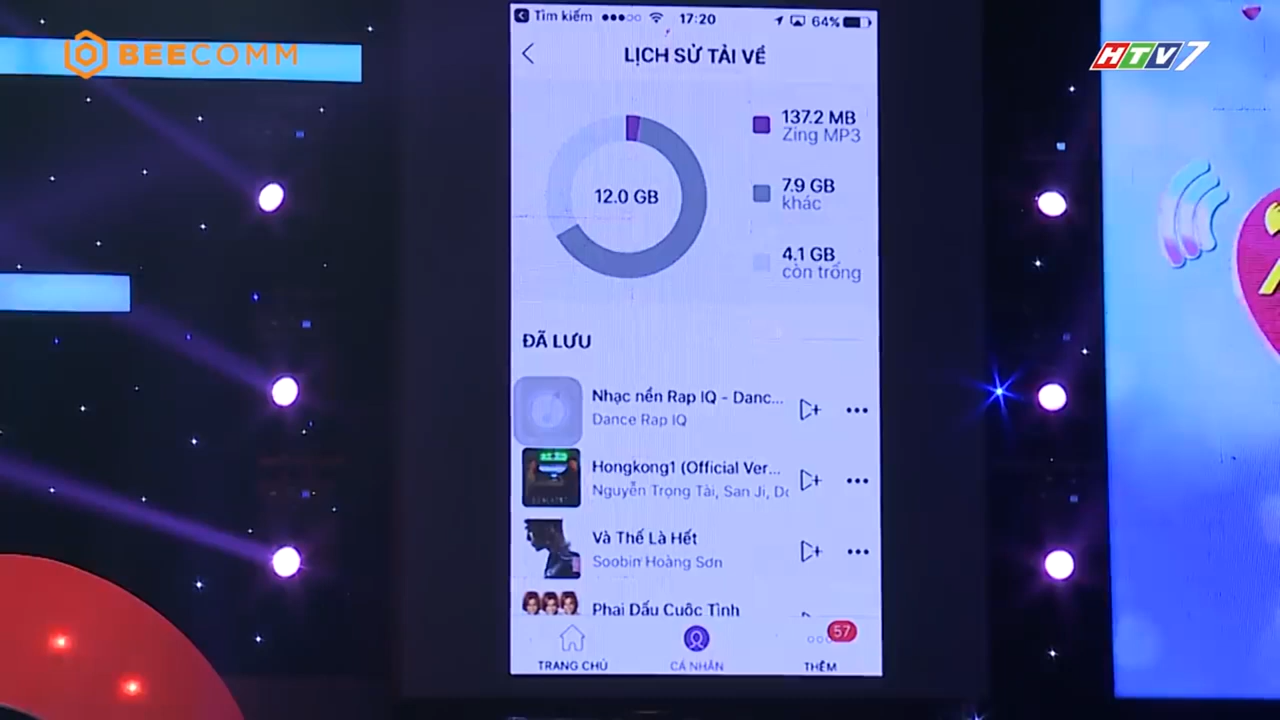 BEECOMM
HTV7
Tìm kiếm
17:20
64%
LỊCH SỬ TẢI VỀ
12.0 GB
137.2 MB
Zing MP3
7.9 GB
khác
4.1 GB
còn trống
ĐÃ LƯU
Nhạc nền Rap IQ - Danc...
Dance Rap IQ
Hongkong1 (Official Ver...
Nguyễn Trọng Tài, San Ji, Do
Và Thế Là Hết
Soobin Hoàng Sơn
Phai Dấu Cuộc Tình
57
TRANG CHỦ
CÁ NHÂN
THÊM